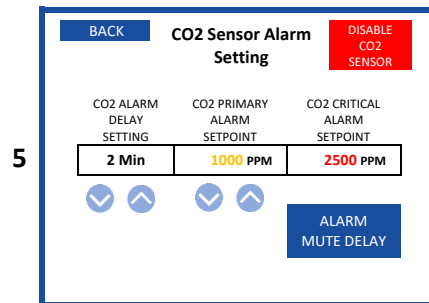 BACK
CO2 Sensor Alarm
Setting
DISABLE
CO2
SENSOR
CO2 ALARM
DELAY
SETTING
CO2 PRIMARY
ALARM
SETPOINT
CO2 CRITICAL
ALARM
SETPOINT
5
2 Min
1000 PPM
2500 PPM
ALARM
MUTE DELAY